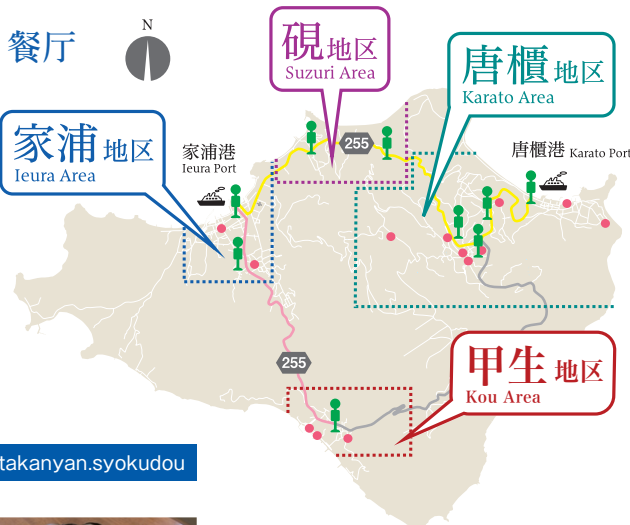 餐厅
N
硯地区
Suzuri Area
唐櫃地区
Karato Area
家浦地区
Ieura Area
家浦港
Ieura Port
255
唐櫃港 Karato Port
255
甲生地区
Kou Area
takanyan.syokudou